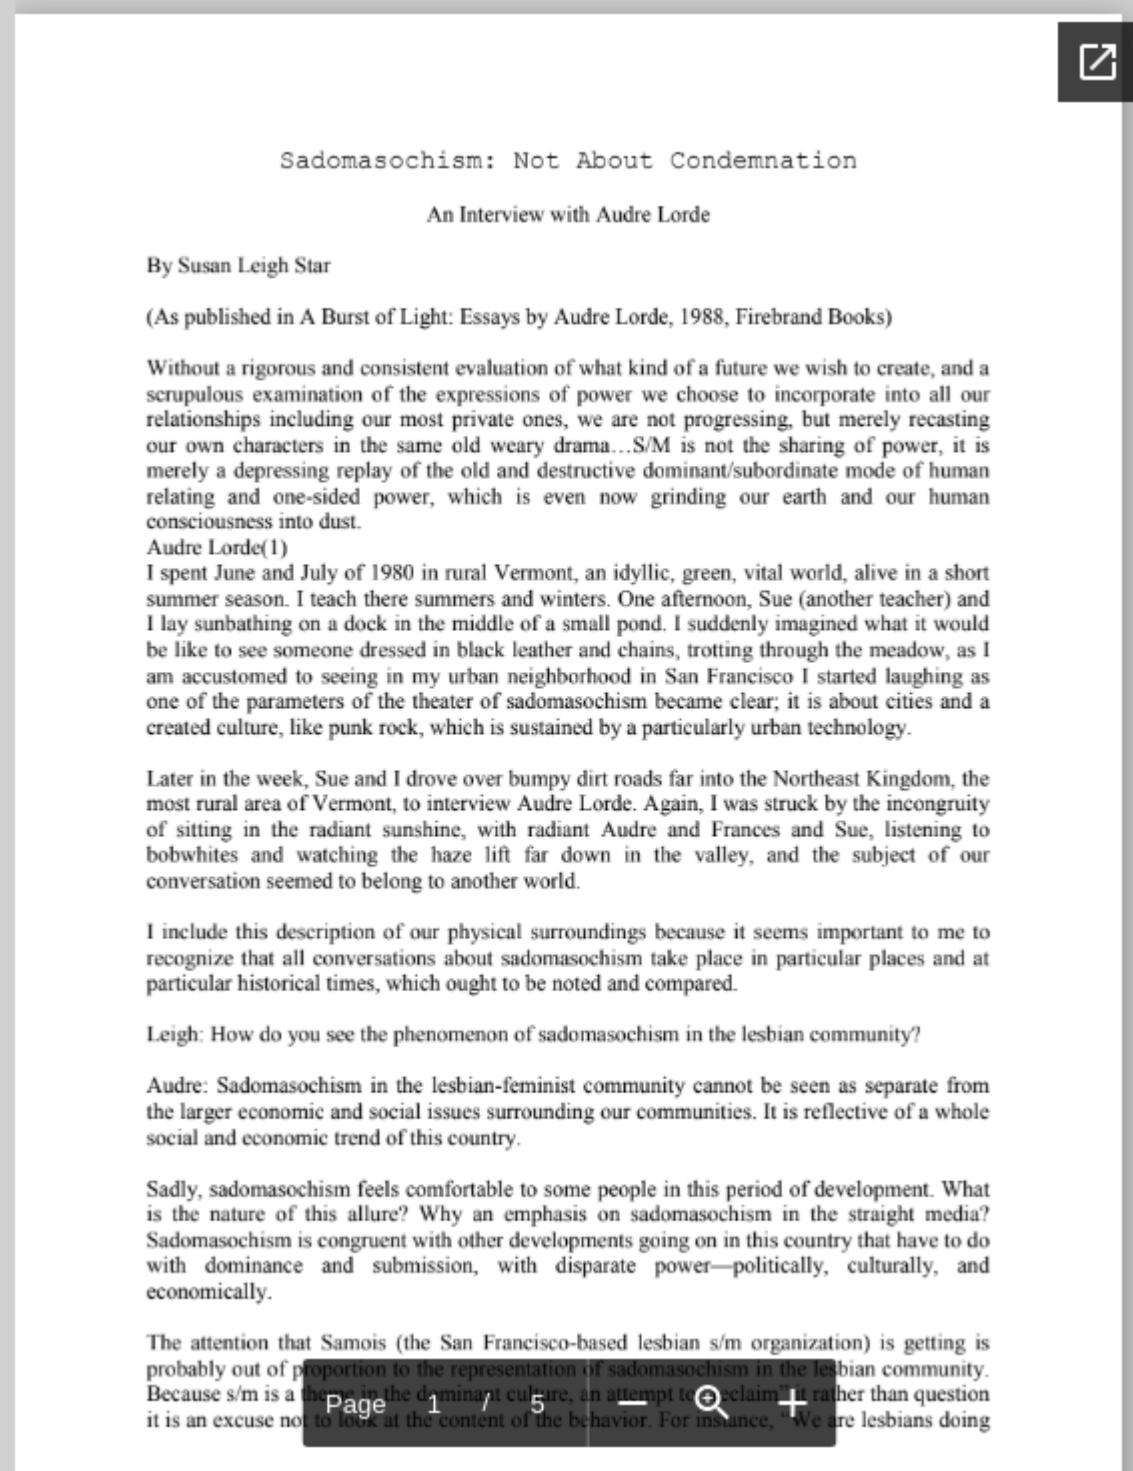 Sadomasochism: Not About Condemnation
An Interview with Audre Lorde
By Susan Leigh Star
(As published in A Burst of Light: Essays by Audre Lorde, 1988, Firebrand Books)
Without a rigorous and consistent evaluation of what kind of a future we wish to create, and a
scrupulous examination of the expressions of power we choose to incorporate into all our
relationships including our most private ones, we are not progressing, but merely recasting
our own characters in the same old weary drama...S/M is not the sharing of power, it is
merely a depressing replay of the old and destructive dominant/subordinate mode of human
relating and one-sided power, which is even now grinding our earth and our human
consciousness into dust.
Audre Lorde(1)
I spent June and July of 1980 in rural Vermont, an idyllic, green, vital world, alive in a short
summer season. I teach there summers and winters. One afternoon, Sue (another teacher) and
I lay sunbathing on a dock in the middle of a small pond. I suddenly imagined what it would
be like to see someone dressed in black leather and chains, trotting through the meadow, as I
am accustomed to seeing in my urban neighborhood in San Francisco I started laughing as
one of the parameters of the theater of sadomasochism became clear; it is about cities and a
created culture, like punk rock, which is sustained by a particularly urban technology.
Later in the week, Sue and I drove over bumpy dirt roads far into the Northeast Kingdom, the
most rural area of Vermont, to interview Audre Lorde. Again, I was struck by the incongruity
of sitting in the radiant sunshine, with radiant Audre and Frances and Sue, listening to
bobwhites and watching the haze lift far down in the valley, and the subject of our
conversation seemed to belong to another world.
I include this description of our physical surroundings because it seems important to me to
recognize that all conversations about sadomasochism take place in particular places and at
particular historical times, which ought to be noted and compared.
Leigh: How do you see the phenomenon of sadomasochism in the lesbian community?
Audre: Sadomasochism in the lesbian-feminist community cannot be seen as separate from
the larger economic and social issues surrounding our communities. It is reflective of a whole
social and economic trend of this country.
Sadly, sadomasochism feels comfortable to some people in this period of development. What
is the nature of this allure? Why an emphasis on sadomasochism in the straight media?
Sadomasochism is congruent with other developments going on in this country that have to do
with dominance and submission, with disparate power—politically, culturally, and
economically.
The attention that Samois (the San Francisco-based lesbian s/m organization) is getting is
probably out of proportion to the representation of sadomasochism in the lesbian community.
Because s/m is a theme in the dominant culture, an attempt to "reclaim" it rather than question
it is an excuse not to look at the content of the behavior. For instance, "We are lesbians doing
Page 1 / 5